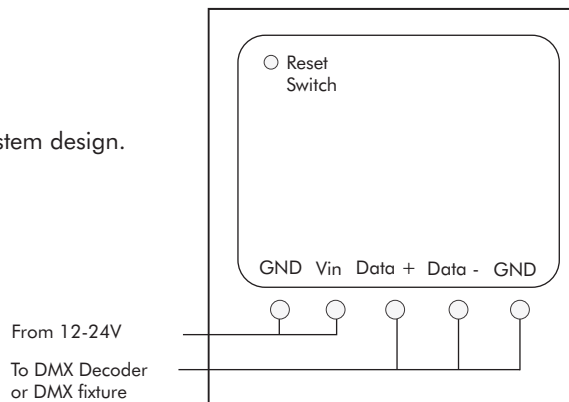 Reset
Switch
stem design.
GND Vin Data + Data - GND
From 12-24V
To DMX Decoder
or DMX fixture